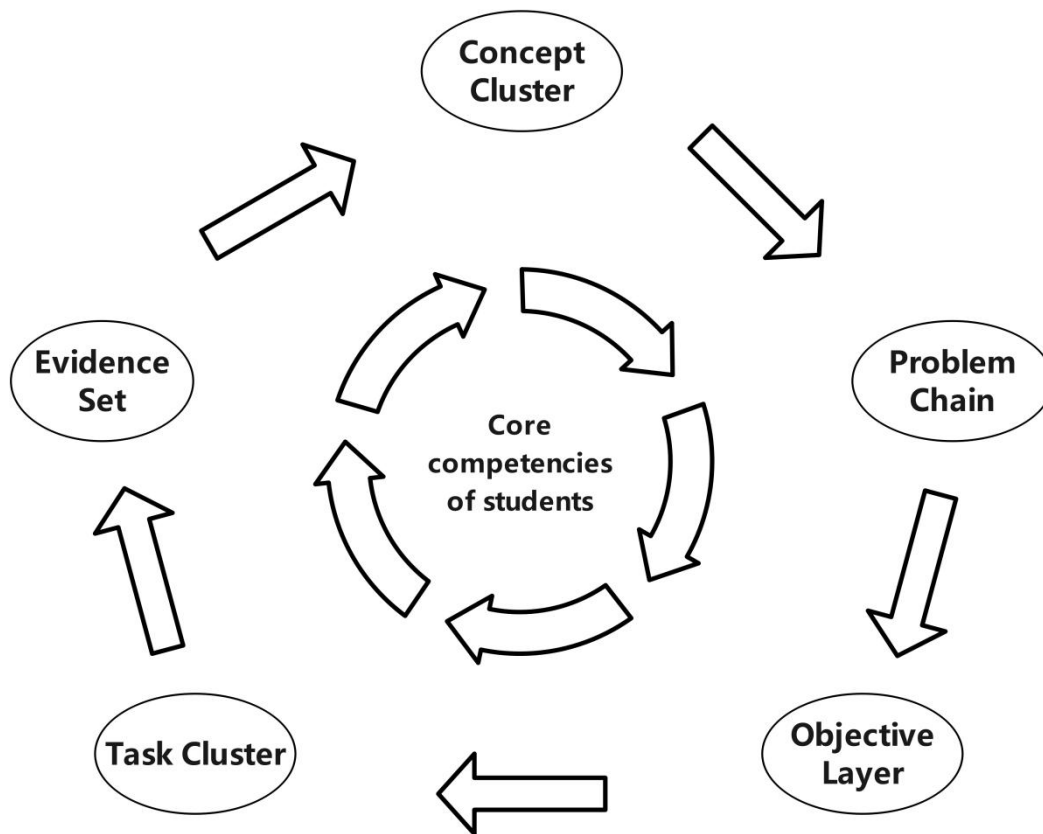 Concept
Cluster
Problem
Chain
Objective
Layer
Task Cluster
Evidence
Set
Core
competencies
of students